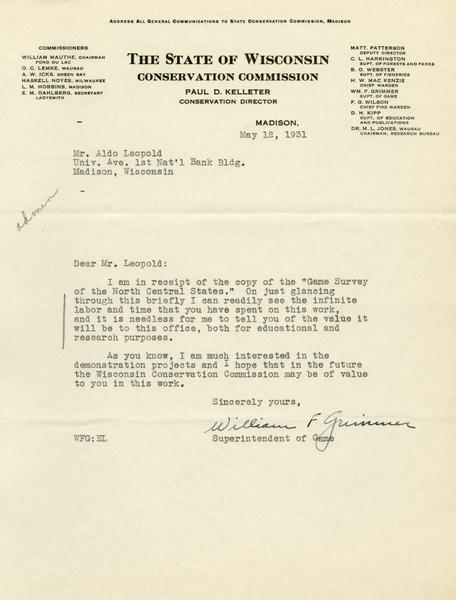 Address All General Communications to State Conservation Commission, Madison
COMMISSIONERS
WILLIAM MAUTHE, CHAIRMAN
FOND DU LAC
O. C. LEMKE, WAUSAU
A. W. ICKS, GREEN BAY
HASKELL NOYES, MILWAUKEE
L. M. HOBBINS, MADISON
E. M. DAHLBERG, SECRETARY
LADYSMITH
THE STATE OF WISCONSIN
CONSERVATION COMMISSION
PAUL D. KELLETER
CONSERVATION DIRECTOR
MATT. PATTERSON
DEPUTY DIRECTOR
C. L. HARRINGTON
SUPT. OF FORESTS AND PARKS
B. O. WEBSTER
SUPT. OF FISHERIES
H. W. MAC KENZIE
CHIEF WARDEN
WM. F. GRIMMER
SUPT. OF GAME
F. G. WILSON
CHIEF FIRE WARDEN
D. H. KIPP
SUPT. OF EDUCATION
AND PUBLICATIONS
DR. M. L. JONES, WAUSAU
CHAIRMAN, RESEARCH BUREAU
MADISON,
May 12, 1931
Mr. Aldo Leopold
Univ. Ave. 1st Nat'l Bank Bldg.
Madison, Wisconsin
admin
Dear Mr. Leopold:
I am in receipt of the copy of the "Game Survey
of the North Central States." On just glancing
through this briefly I can readily see the infinite
labor and time that you have spent on this work,
and it is needless for me to tell you of the value it
will be to this office, both for educational and
research purposes.
As you know, I am much interested in the
demonstration projects and I hope that in the future
the Wisconsin Conservation Commission may be of value
to you in this work.
Sincerely yours,
William F Grimmer
WFG:EL Superintendent of Game